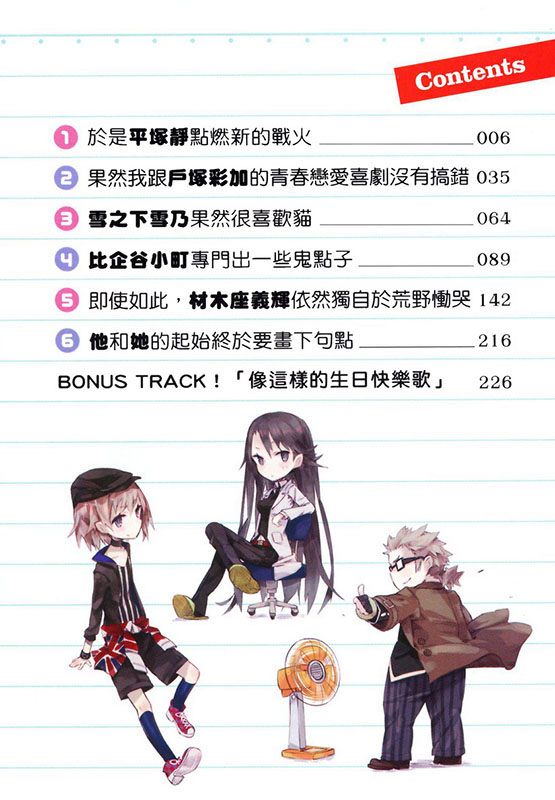 Contents
1 於是平塚靜點燃新的戰火 006
2 果然我跟戶塚彩加的青春戀愛喜劇沒有搞錯 035
3 雪之下雪乃果然很喜歡貓 064
4 比企谷小町專門出一些鬼點子 089
5 即使如此,材木座義輝依然獨自於荒野慟哭 142
6 他和她的起始終於要畫下句點 216
BONUS TRACK!「像這樣的生日快樂歌」 226